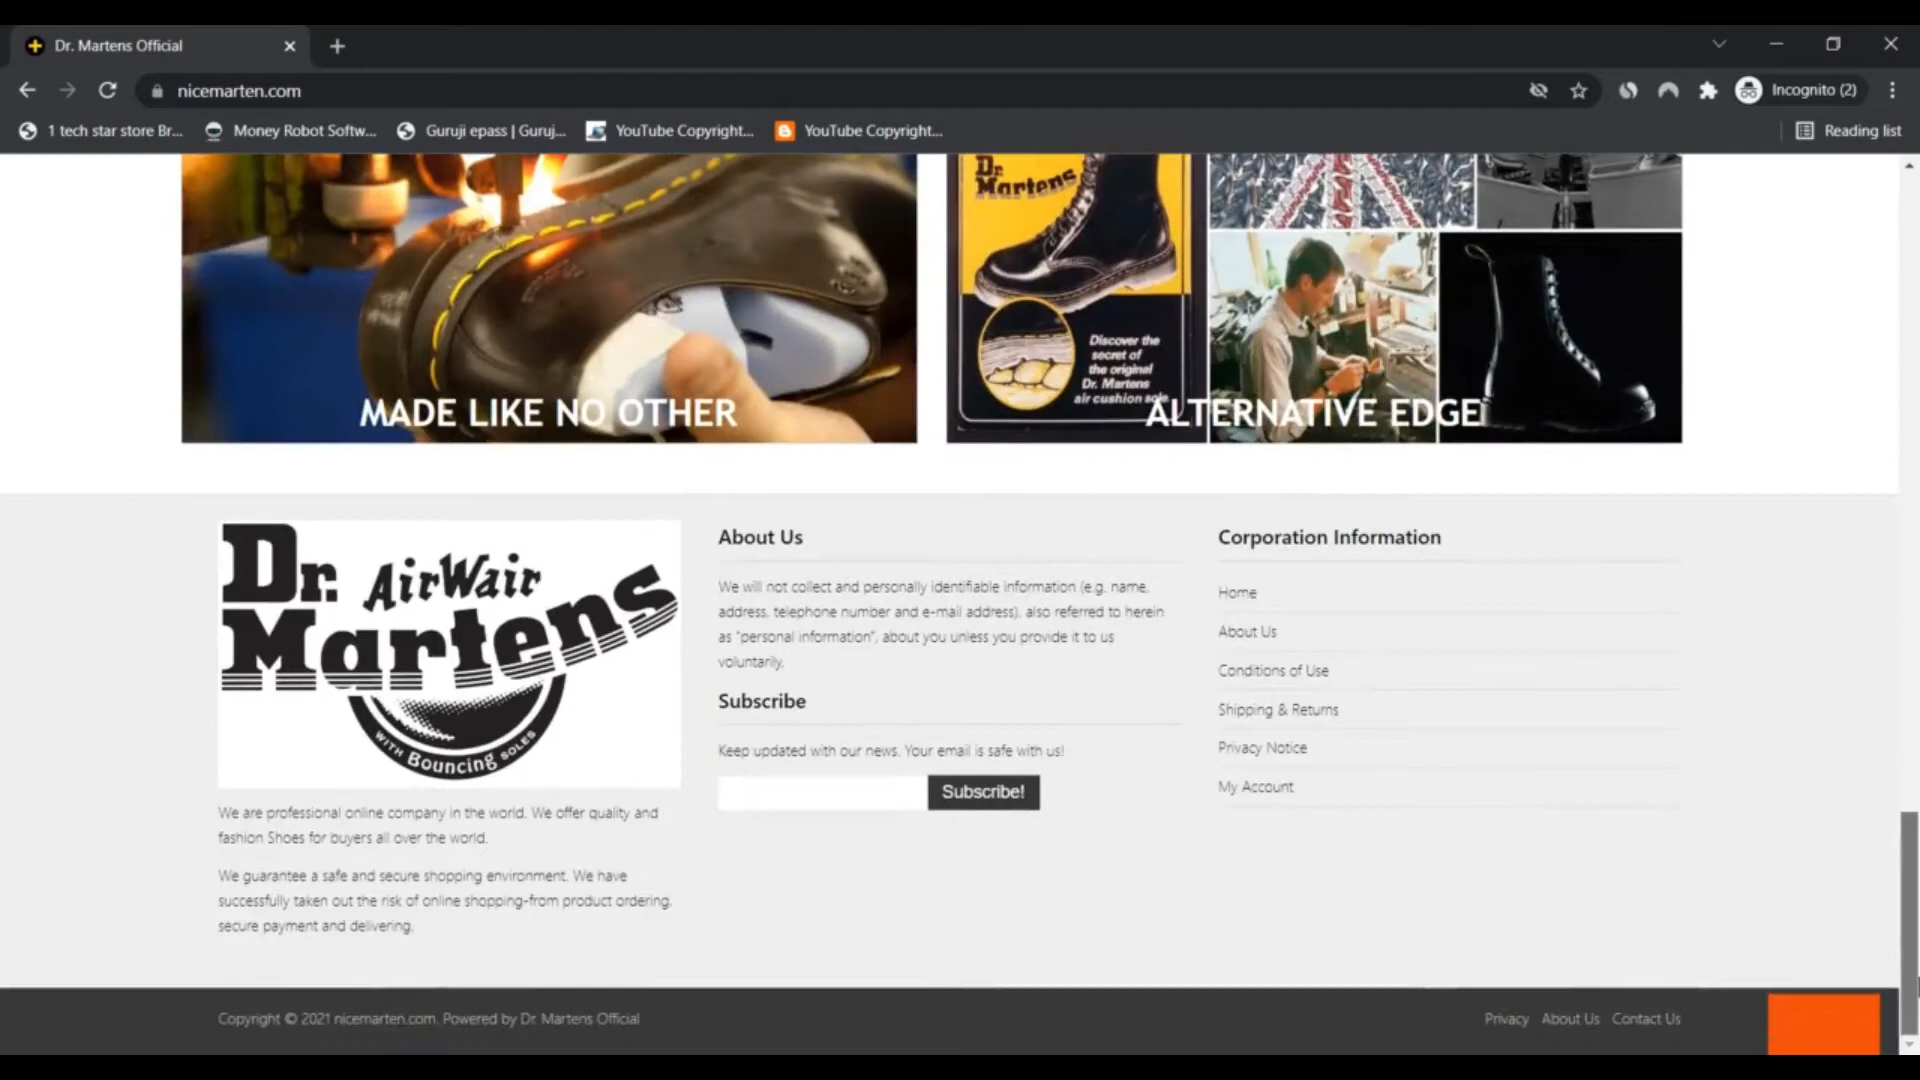 Dr. Martens Official
nicemarten.com
Incognito (2)
1 tech star store Br...
Money Robot Softw...
Guruji epass | Guruj...
YouTube Copyright...
YouTube Copyright...
Reading list
Dr.
Martens
Discover the
secret of
the original
Dr. Martens
air cushion sole
MADE LIKE NO OTHER
ALTERNATIVE EDGE
Dr. AirWair
Martens
WITH Bouncing SOLES
We are professional online company in the world. We offer quality and
fashion Shoes for buyers all over the world.
We guarantee a safe and secure shopping environment. We have
successfully taken out the risk of online shopping-from product ordering,
secure payment and delivering.
About Us
We will not collect and personally identifiable information (e.g. name,
address, telephone number and e-mail address), also referred to herein
as "personal information", about you unless you provide it to us
voluntarily.
Subscribe
Keep updated with our news. Your email is safe with us!
Subscribe!
Corporation Information
Home
About Us
Conditions of Use
Shipping & Returns
Privacy Notice
My Account
Copyright © 2021 nicemarten.com. Powered by Dr. Martens Official
Privacy About Us Contact Us